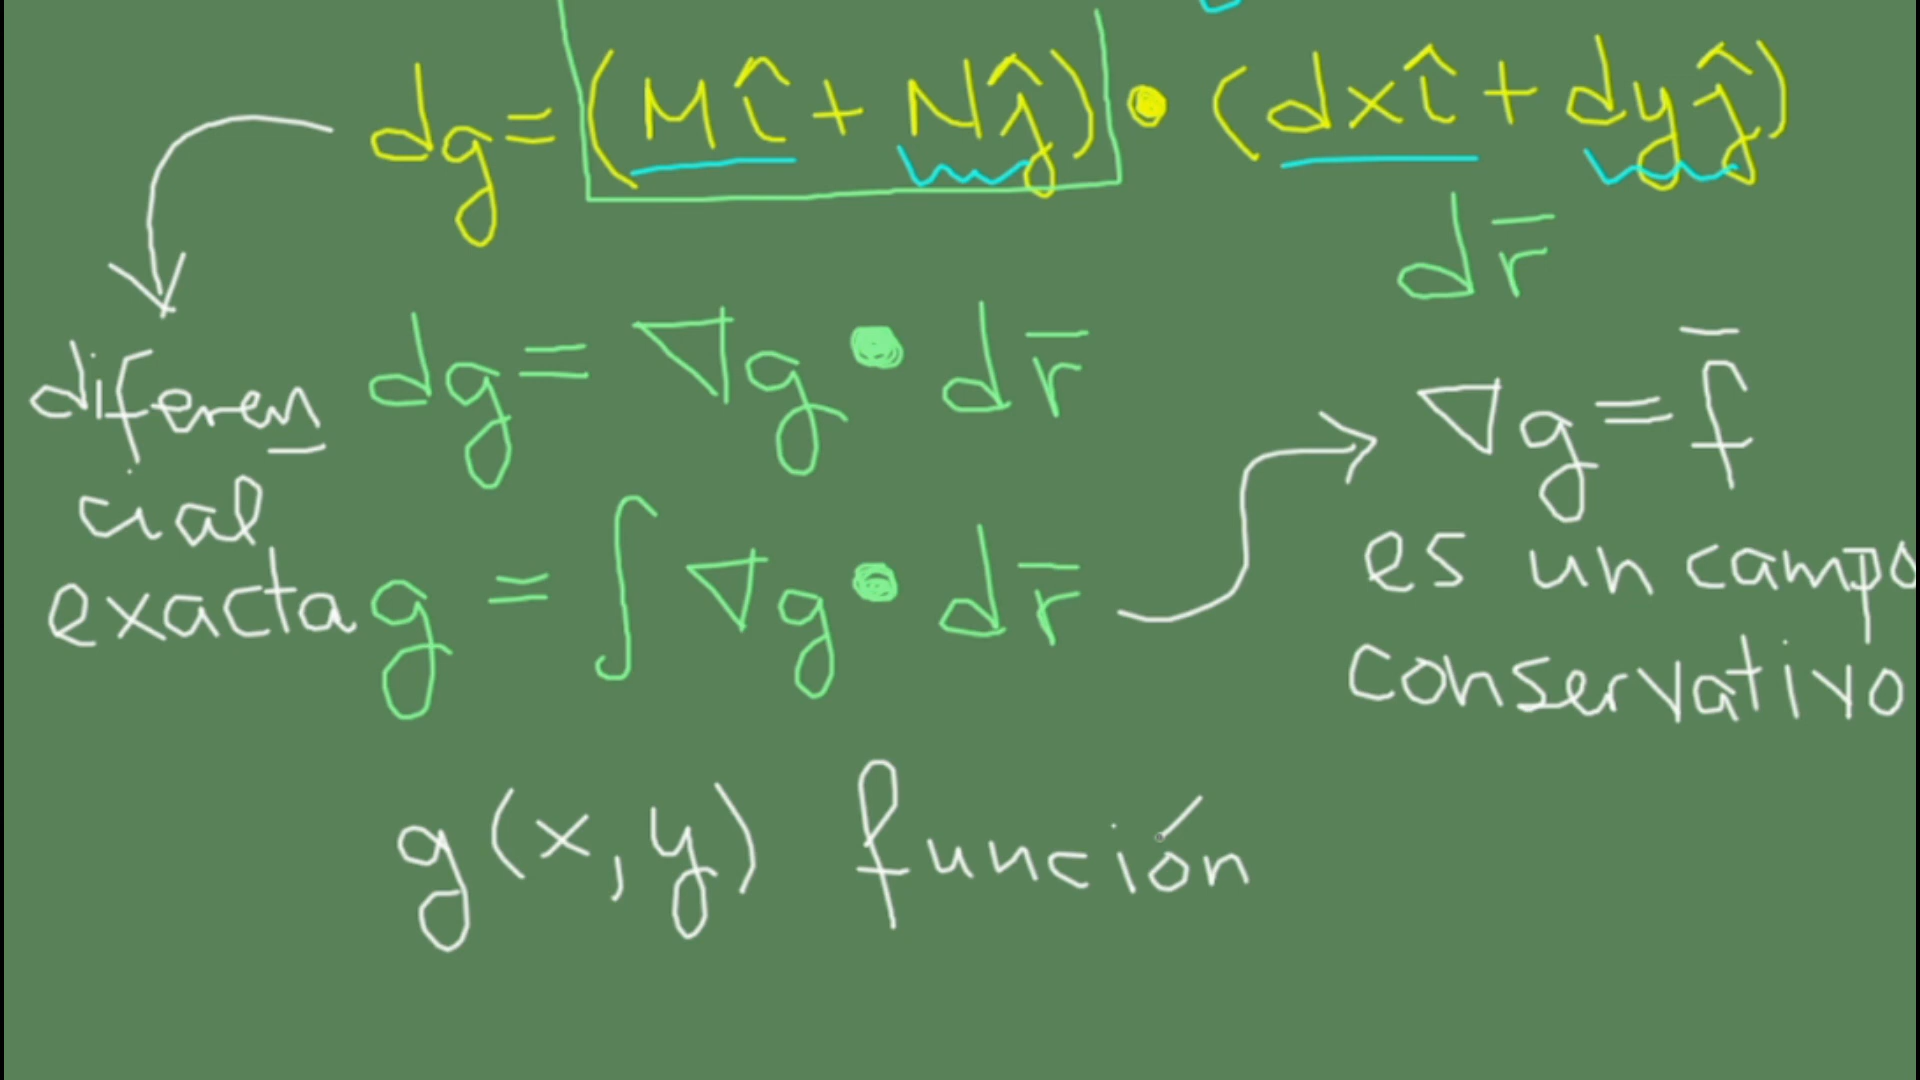 dg = (Mî + Nĵ) • (dxî + dyĵ)
dr̅
dg = ∇g • dr̅
diferen
cial
exacta
g = ∫ ∇g • dr̅
∇g = f̅
es un campo
conservativo
g(x,y) función